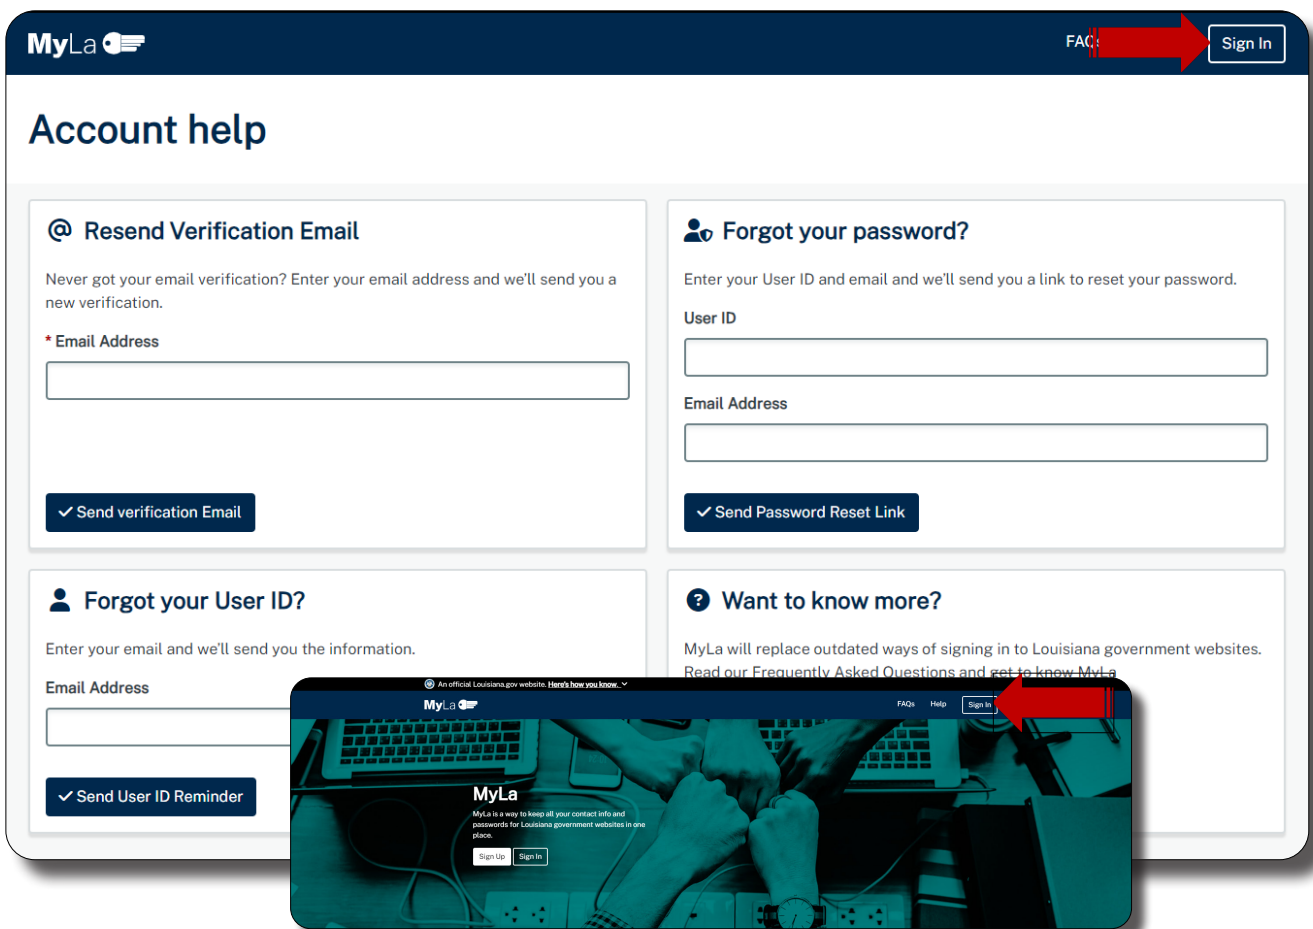 MyLa
Sign In
Account help
Resend Verification Email
Never got your email verification? Enter your email address and we'll send you a
new verification.
* Email Address
Send verification Email
Forgot your password?
Enter your User ID and email and we'll send you a link to reset your password.
User ID
Email Address
Send Password Reset Link
Forgot your User ID?
Enter your email and we'll send you the information.
Email Address
Send User ID Reminder
Want to know more?
MyLa will replace outdated ways of signing in to Louisiana government websites.
Read our Frequently Asked Questions and get to know MyLa
An official Louisiana.gov website. Here's how you know.
MyLa
FAQs
Help
Sign In
MyLa
MyLa is a way to keep all your contact info and
passwords for Louisiana government websites in one
place.
Sign Up
Sign In